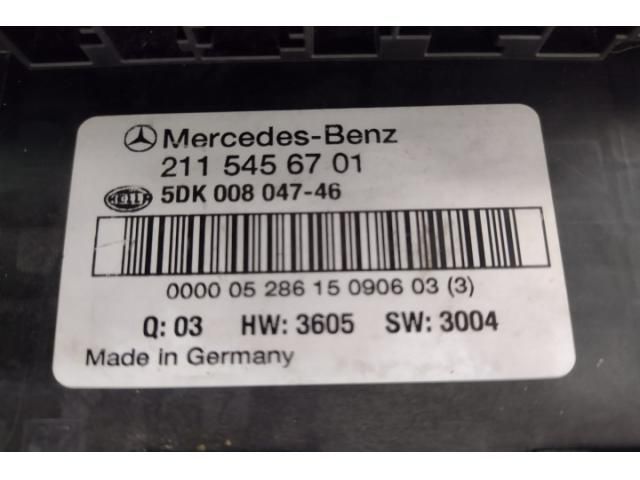 Mercedes-Benz
211 545 67 01
HELLA 5DK 008 047-46
0000 05 286 15 0906 03 (3)
Q: 03 HW: 3605 SW: 3004
Made in Germany